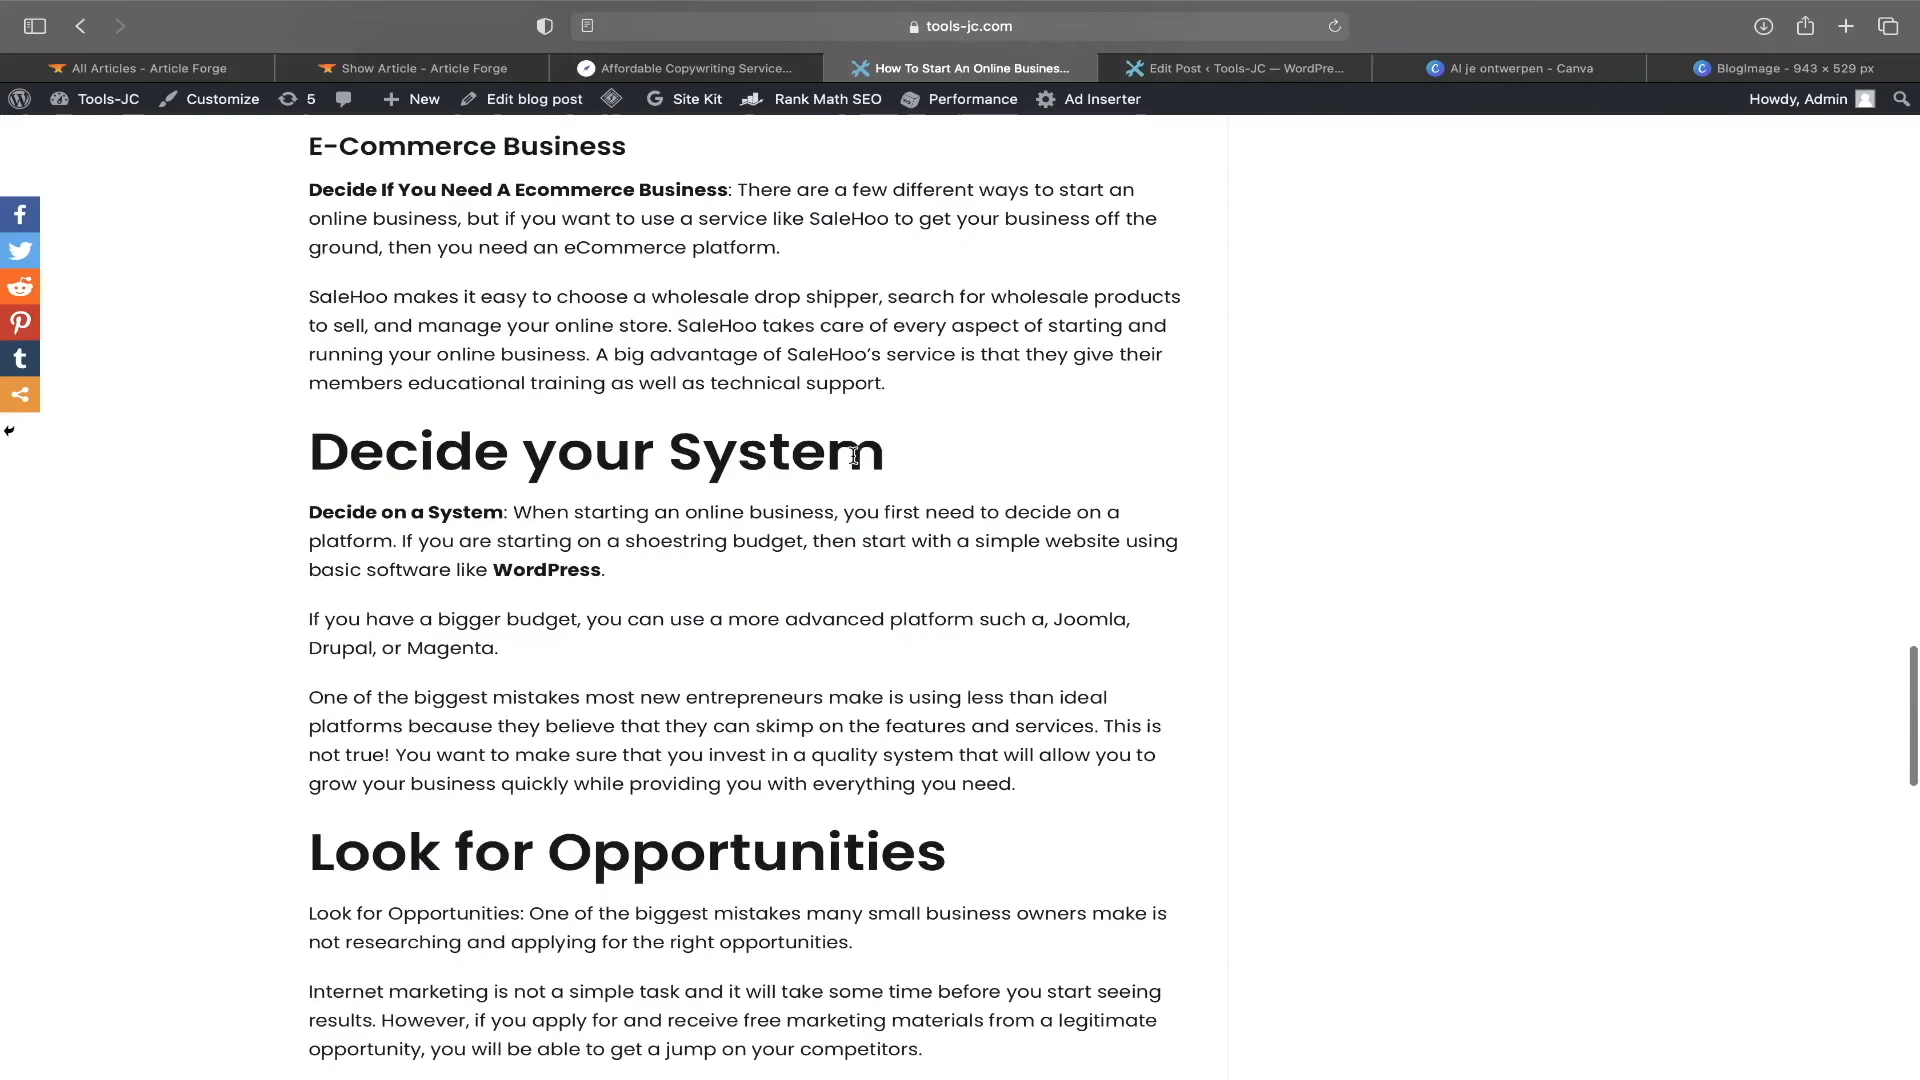 tools-jc.com
All Articles - Article Forge
Show Article - Article Forge
Affordable Copywriting Service...
How To Start An Online Busines...
Edit Post ‹ Tools-JC — WordPre...
Al je ontwerpen - Canva
BlogImage - 943 × 529 px
Tools-JC
Customize
5
New
Edit blog post
Site Kit
Rank Math SEO
Performance
Ad Inserter
Howdy, Admin
E-Commerce Business
Decide If You Need A Ecommerce Business: There are a few different ways to start an
online business, but if you want to use a service like SaleHoo to get your business off the
ground, then you need an eCommerce platform.
SaleHoo makes it easy to choose a wholesale drop shipper, search for wholesale products
to sell, and manage your online store. SaleHoo takes care of every aspect of starting and
running your online business. A big advantage of SaleHoo’s service is that they give their
members educational training as well as technical support.
Decide your System
Decide on a System: When starting an online business, you first need to decide on a
platform. If you are starting on a shoestring budget, then start with a simple website using
basic software like WordPress.
If you have a bigger budget, you can use a more advanced platform such a, Joomla,
Drupal, or Magenta.
One of the biggest mistakes most new entrepreneurs make is using less than ideal
platforms because they believe that they can skimp on the features and services. This is
not true! You want to make sure that you invest in a quality system that will allow you to
grow your business quickly while providing you with everything you need.
Look for Opportunities
Look for Opportunities: One of the biggest mistakes many small business owners make is
not researching and applying for the right opportunities.
Internet marketing is not a simple task and it will take some time before you start seeing
results. However, if you apply for and receive free marketing materials from a legitimate
opportunity, you will be able to get a jump on your competitors.